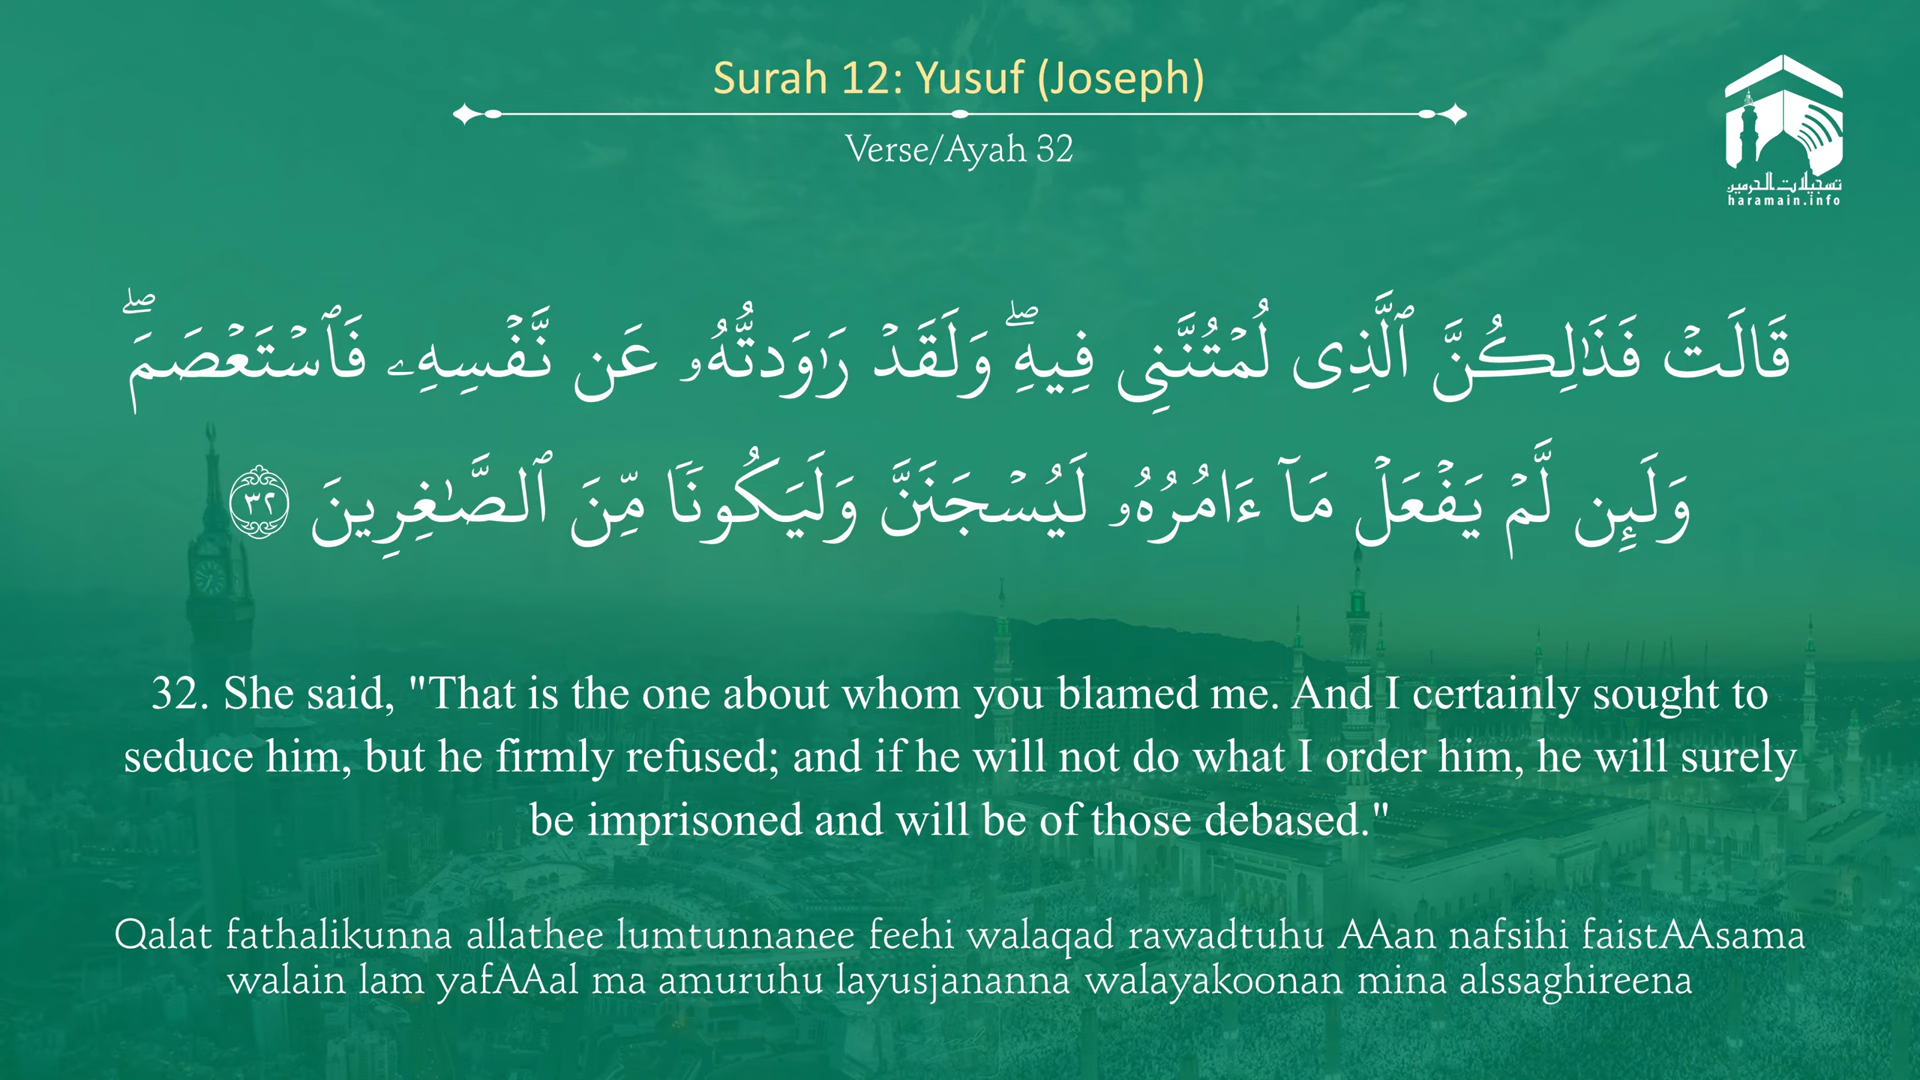 Surah 12: Yusuf (Joseph)
Verse/Ayah 32
تسجيلات الحرمين
haramain.info
قَالَتْ فَذَٰلِكُنَّ ٱلَّذِى لُمْتُنَّنِى فِيهِ ۖ وَلَقَدْ رَٰوَدتُّهُۥ عَن نَّفْسِهِۦ فَٱسْتَعْصَمَ ۖ
وَلَئِن لَّمْ يَفْعَلْ مَآ ءَامُرُهُۥ لَيُسْجَنَنَّ وَلَيَكُونًا مِّنَ ٱلصَّٰغِرِينَ ٣٢
32. She said, "That is the one about whom you blamed me. And I certainly sought to
seduce him, but he firmly refused; and if he will not do what I order him, he will surely
be imprisoned and will be of those debased."
Qalat fathalikunna allathee lumtunnanee feehi walaqad rawadtuhu AAan nafsihi faistAAsama
walain lam yafAAal ma amuruhu layusjananna walayakoonan mina alssaghireena